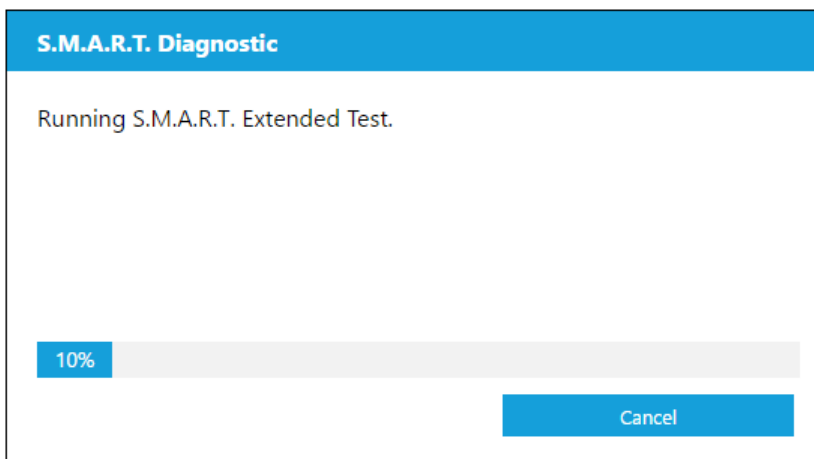 S.M.A.R.T. Diagnostic
Running S.M.A.R.T. Extended Test.
10%
Cancel